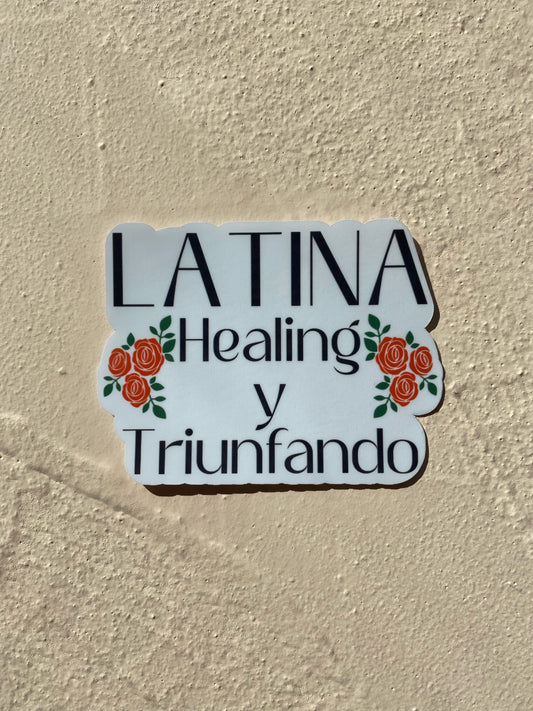 LATINA
Healing
y
Triunfando